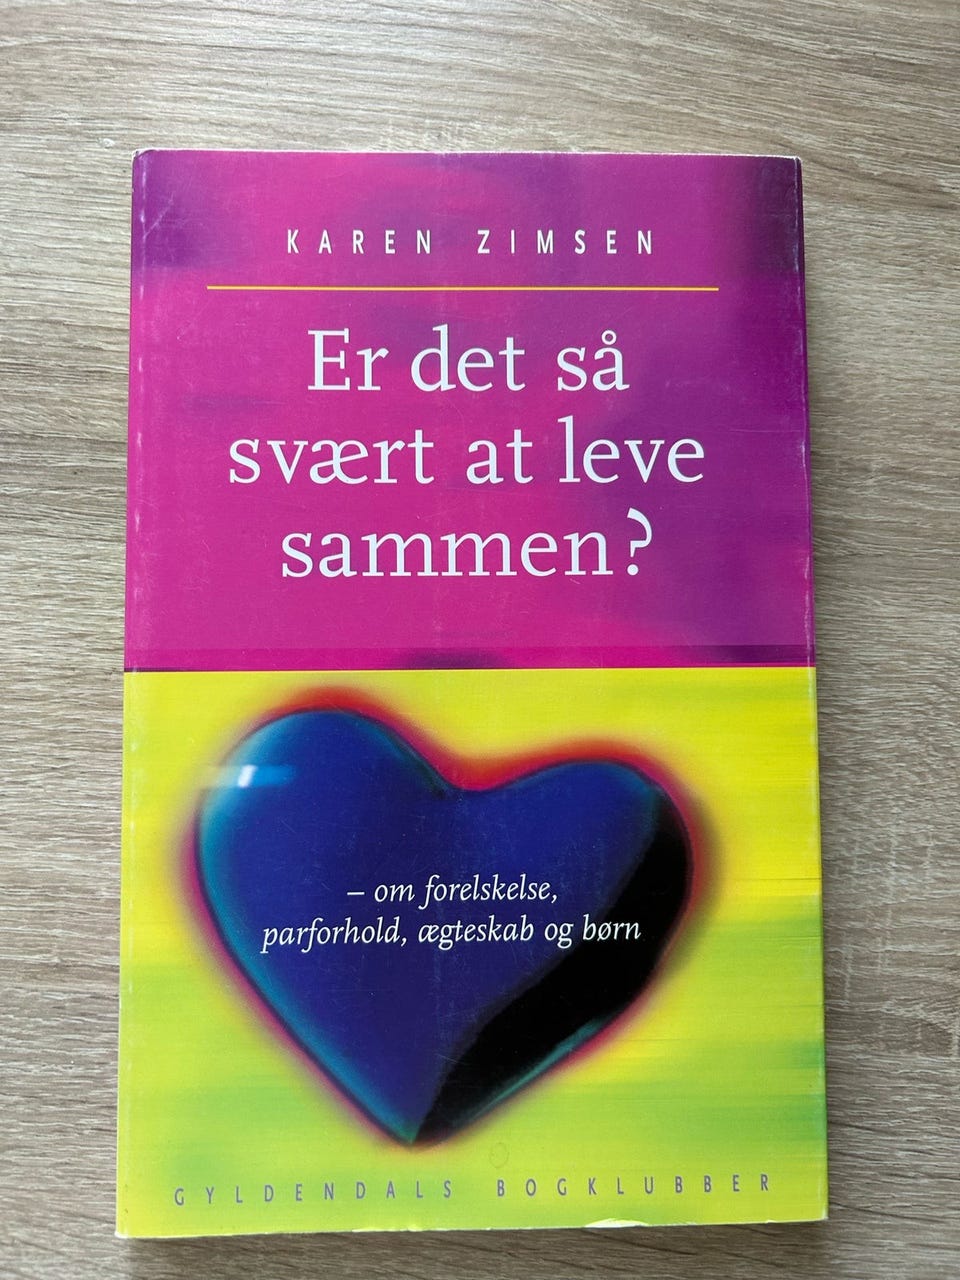 KAREN ZIMSEN
Er det så
svært at leve
sammen?
– om forelskelse,
parforhold, ægteskab og børn
GYLDENDALS BOGKLUBBER